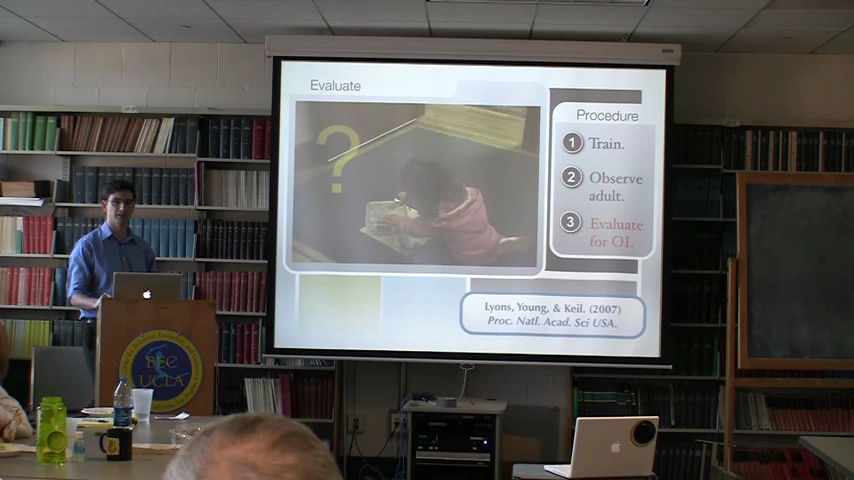 Evaluate
?
Procedure
1 Train.
2 Observe
adult.
3 Evaluate
for OI.
Lyons, Young, & Keil. (2007)
Proc. Natl. Acad. Sci USA.
BEC
UCLA